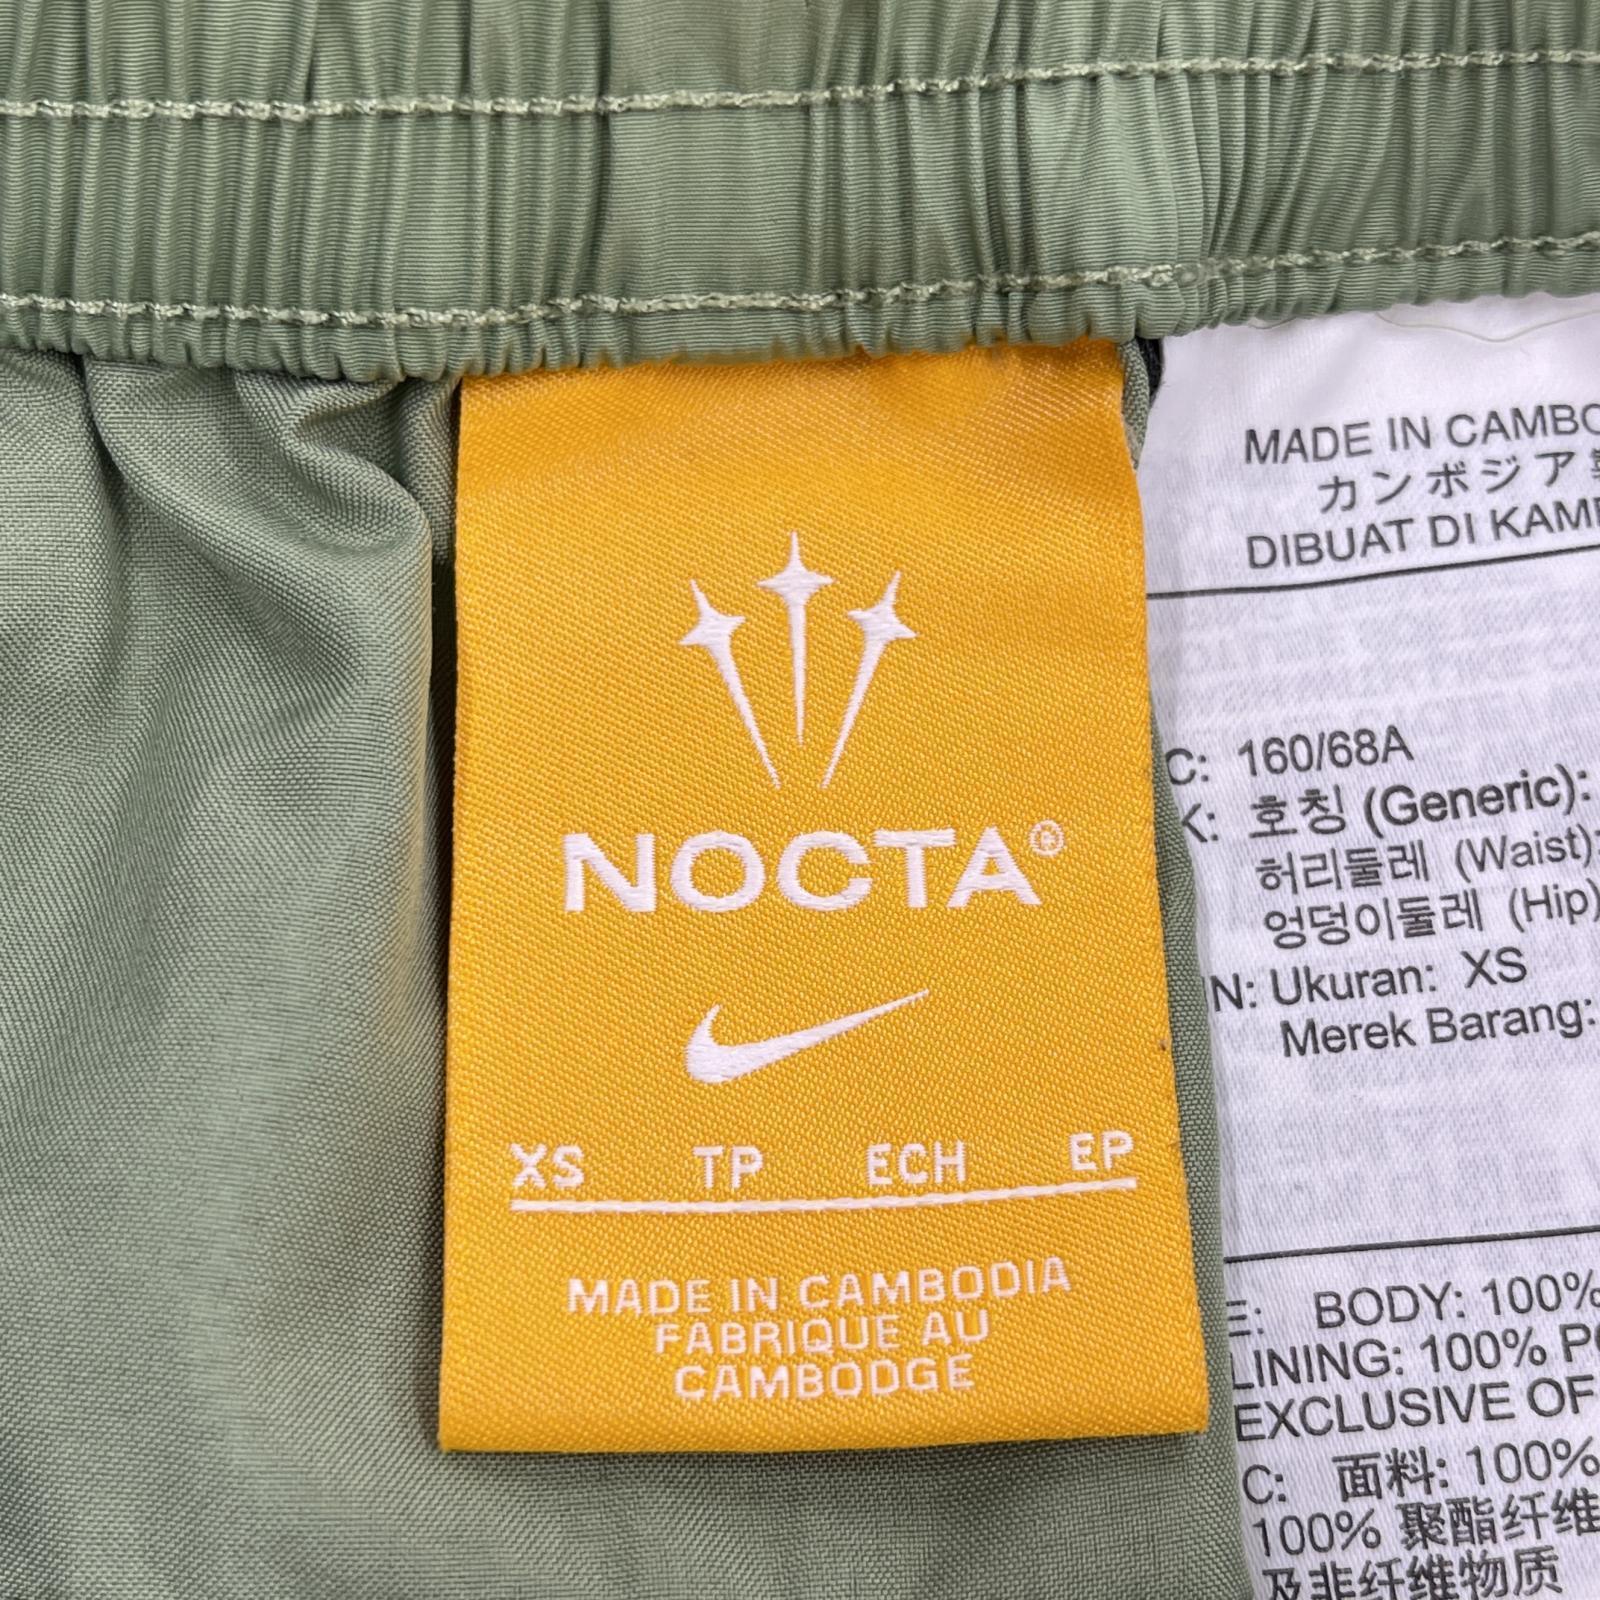 NOCTA®
XS TP ECH EP
MADE IN CAMBODIA
FABRIQUE AU
CAMBODGE
MADE IN CAMBO
カンボジア
DIBUAT DI KAM
C: 160/68A
K: 호칭 (Generic):
허리둘레 (Waist):
엉덩이둘레 (Hip)
N: Ukuran: XS
Merek Barang:
E: BODY: 100%
LINING: 100% P
EXCLUSIVE OF
C: 面料: 100%
100% 聚酯纤维
及非纤维物质